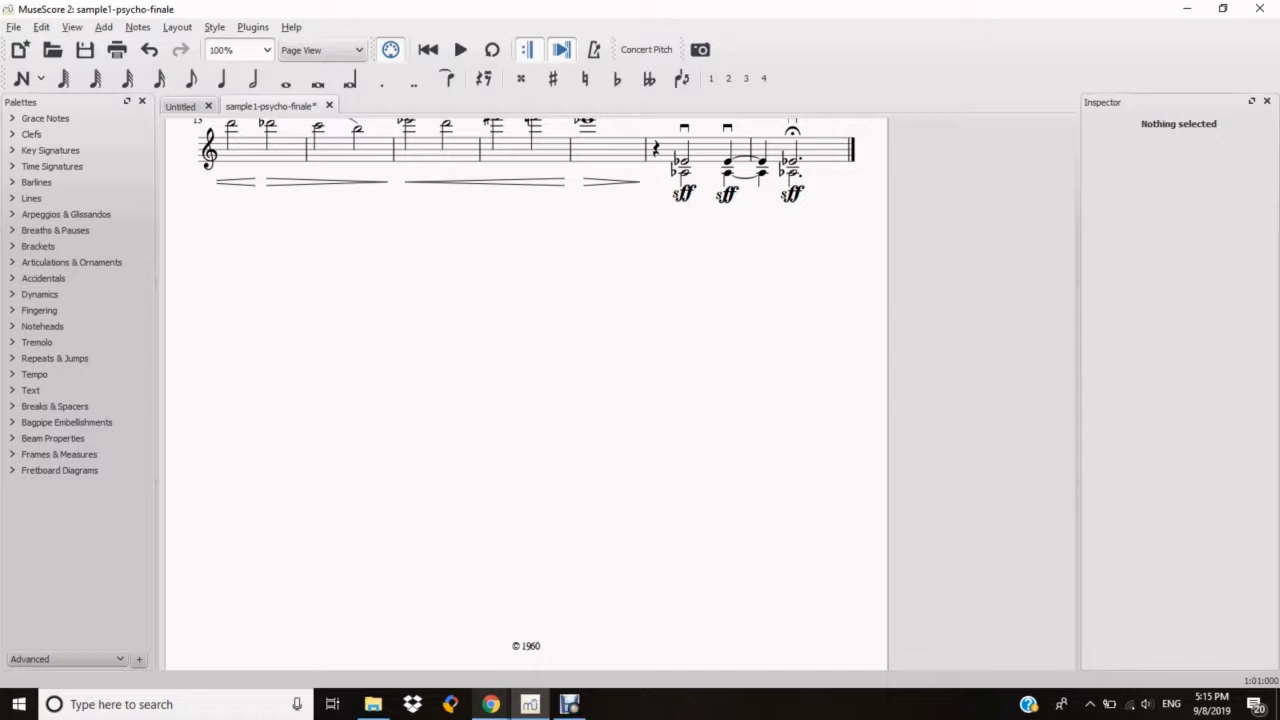 MuseScore 2: sample1-psycho-finale
File Edit View Add Notes Layout Style Plugins Help
100% Page View Concert Pitch
1 2 3 4
Palettes
Untitled sample1-psycho-finale*
Inspector
Nothing selected
Grace Notes
Clefs
Key Signatures
Time Signatures
Barlines
Lines
Arpeggios & Glissandos
Breaths & Pauses
Brackets
Articulations & Ornaments
Accidentals
Dynamics
Fingering
Noteheads
Tremolo
Repeats & Jumps
Tempo
Text
Breaks & Spacers
Bagpipe Embellishments
Beam Properties
Frames & Measures
Fretboard Diagrams
sff sff sff
© 1960
Advanced
1:01:000
Type here to search
ENG
5:15 PM
9/8/2019
20